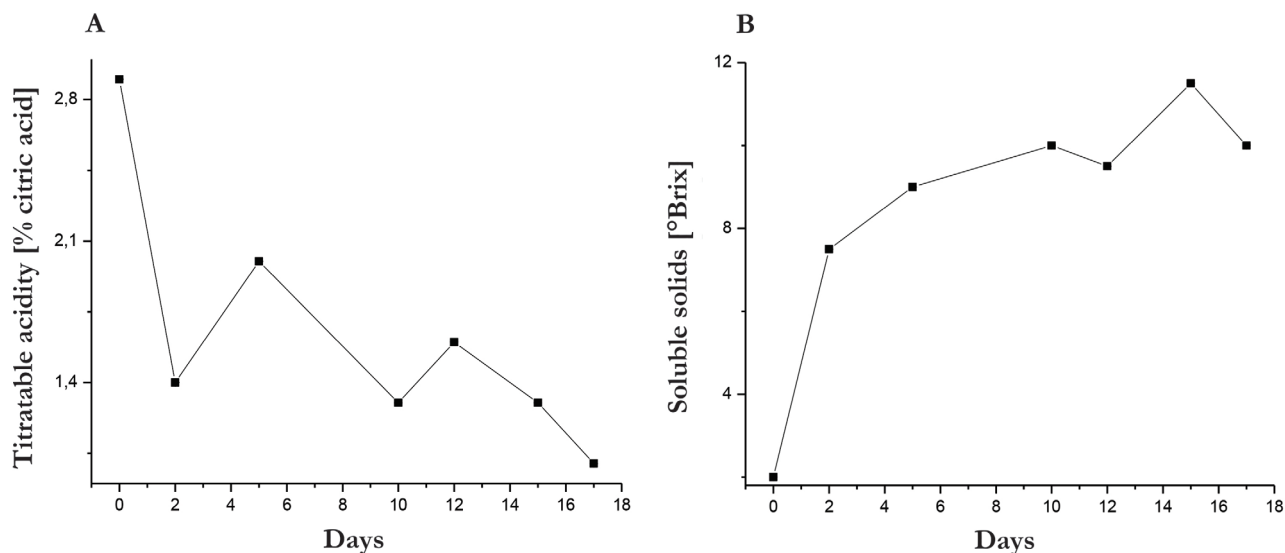 A
Titratable acidity [% citric acid]
2,8
2,1
1,4
0 2 4 6 8 10 12 14 16 18
Days
B
Soluble solids [°Brix]
12
8
4
0 2 4 6 8 10 12 14 16 18
Days